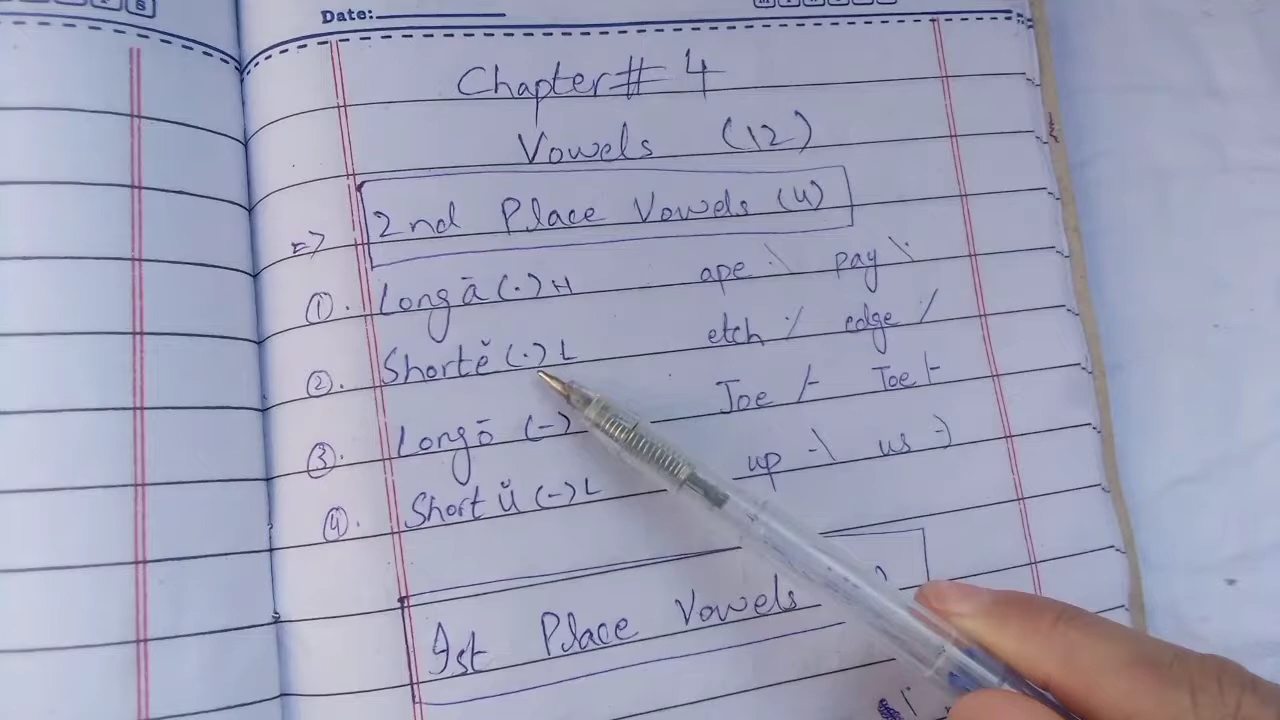 Date:
Chapter # 4
Vowels (12)
=> 2nd Place Vowels (4)
①. Long ā (.) H ape .\ pay \.
②. Short ĕ (.) L etch ./ edge /
③. Long ō (-) Joe /- Toe |-
④. Short ŭ (-) L up -\ us -)
1st Place Vowels